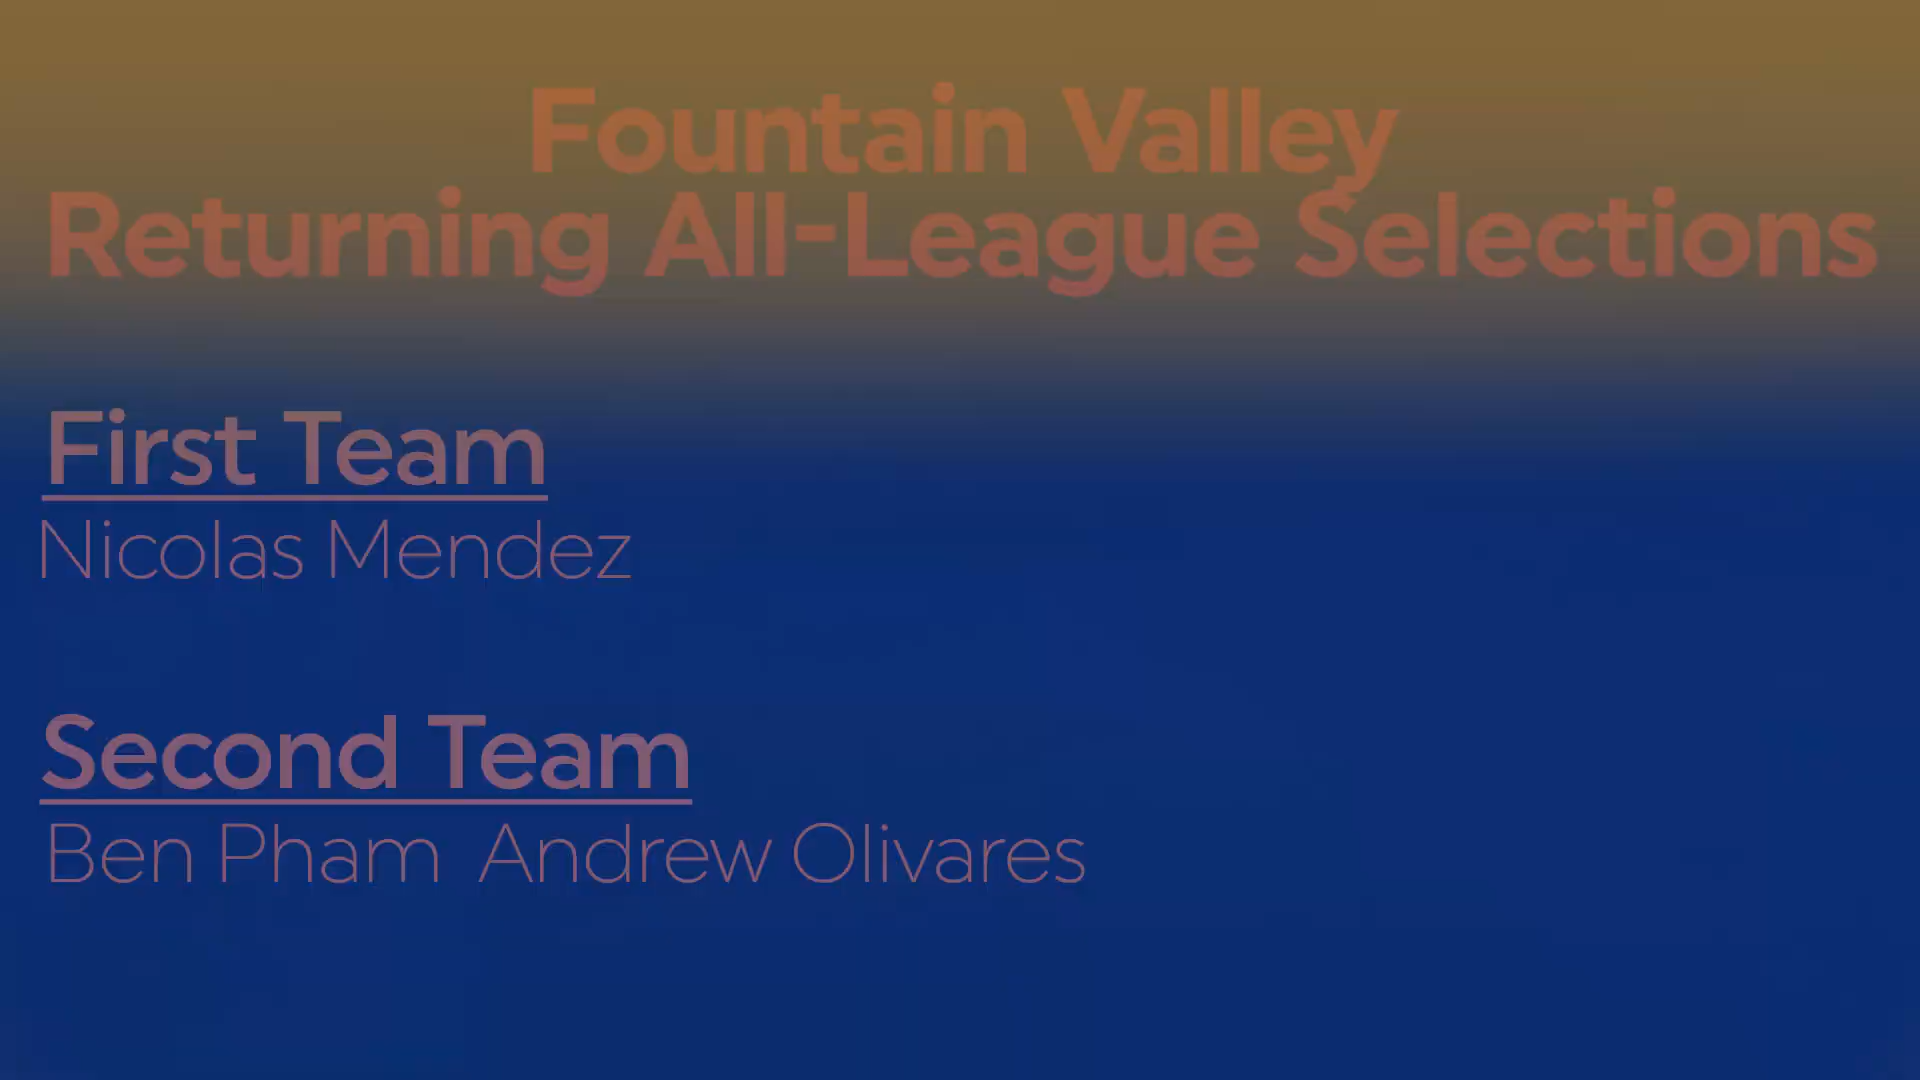 Fountain Valley
Returning All-League Selections
First Team
Nicolas Mendez
Second Team
Ben Pham  Andrew Olivares